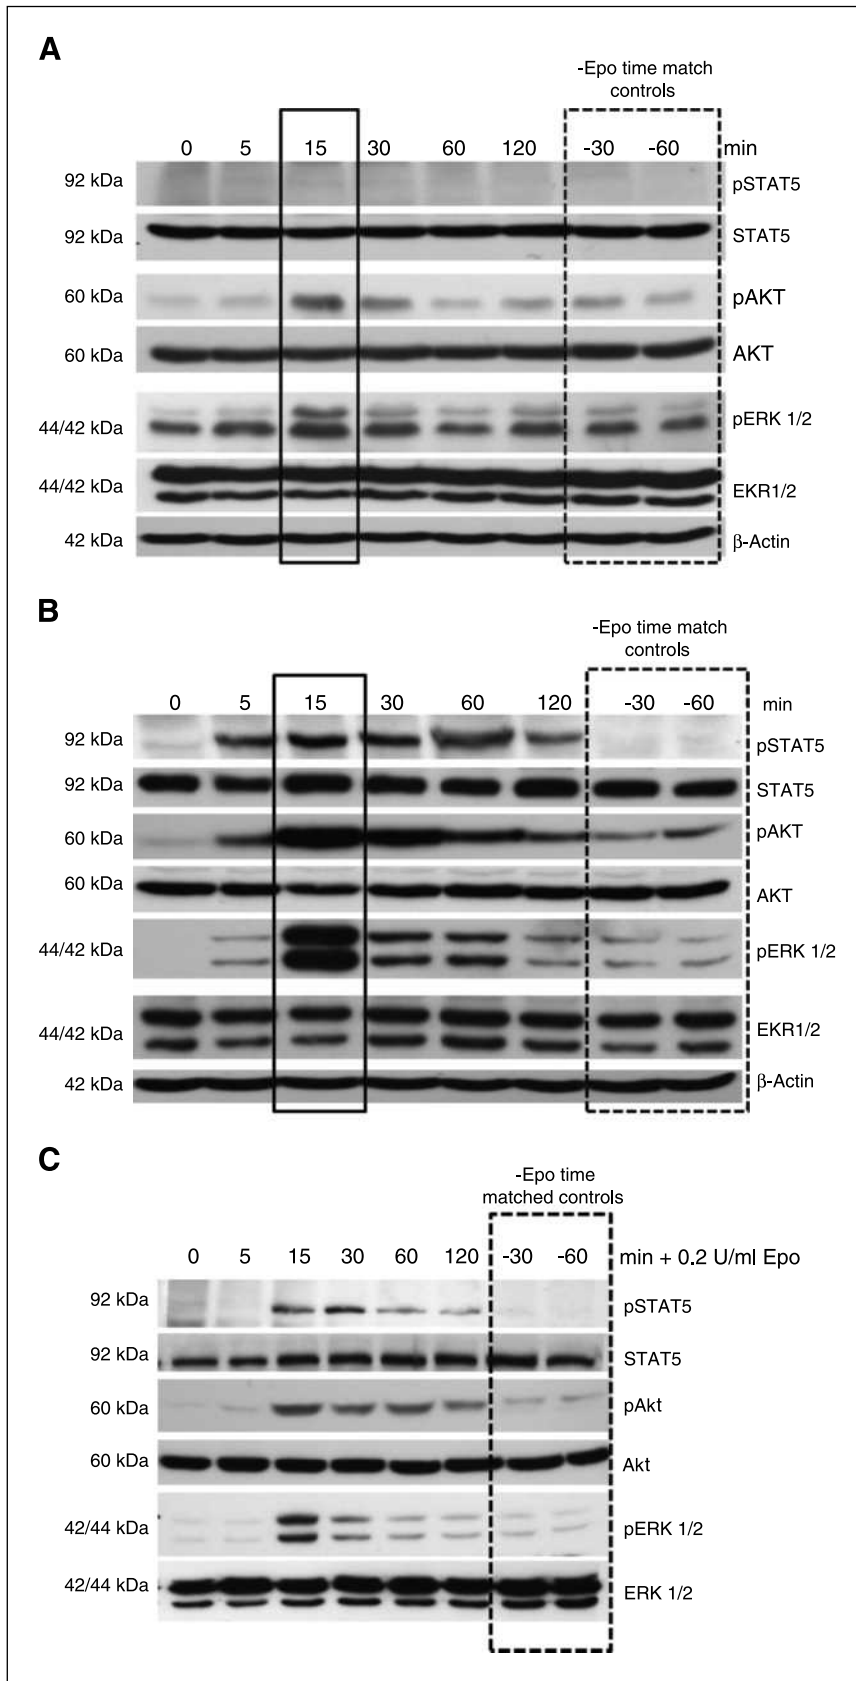 A
-Epo time match
controls
0 5 15 30 60 120 -30 -60 min
92 kDa pSTAT5
92 kDa STAT5
60 kDa pAKT
60 kDa AKT
44/42 kDa pERK 1/2
44/42 kDa EKR1/2
42 kDa β-Actin
B
-Epo time match
controls
0 5 15 30 60 120 -30 -60 min
92 kDa pSTAT5
92 kDa STAT5
60 kDa pAKT
60 kDa AKT
44/42 kDa pERK 1/2
44/42 kDa EKR1/2
42 kDa β-Actin
C
-Epo time
matched controls
0 5 15 30 60 120 -30 -60 min + 0.2 U/ml Epo
92 kDa pSTAT5
92 kDa STAT5
60 kDa pAkt
60 kDa Akt
42/44 kDa pERK 1/2
42/44 kDa ERK 1/2